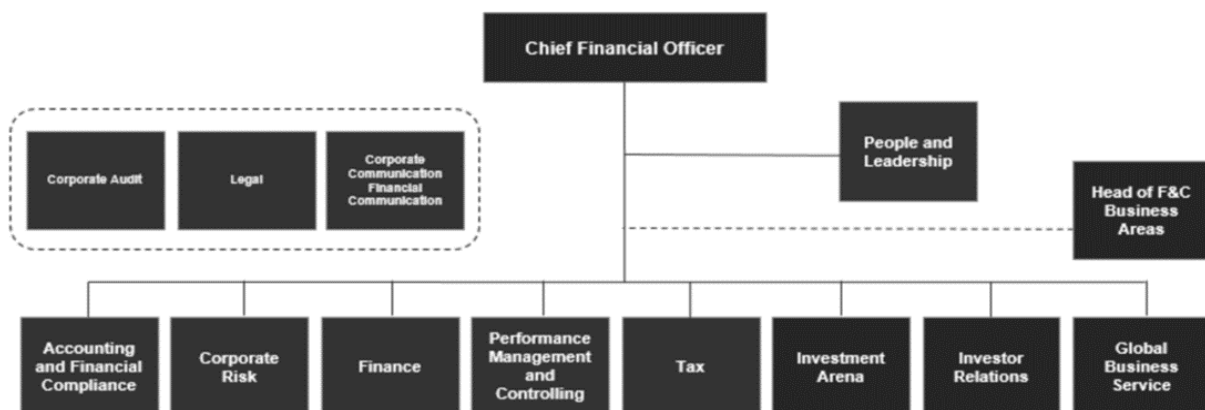 Chief Financial Officer
People and
Leadership
Corporate Audit
Legal
Corporate
Communication
Financial
Communication
Head of F&C
Business
Areas
Accounting
and Financial
Compliance
Corporate
Risk
Finance
Performance
Management
and
Controlling
Tax
Investment
Arena
Investor
Relations
Global
Business
Service